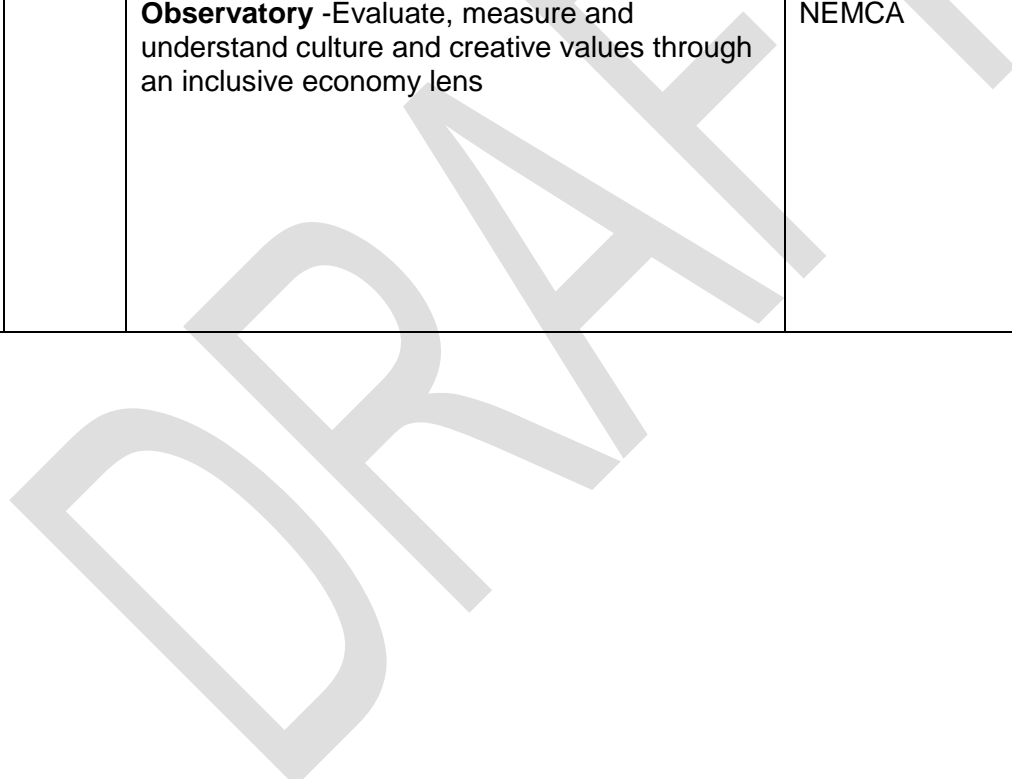 Observatory -Evaluate, measure and
understand culture and creative values through
an inclusive economy lens
NEMCA
DRAFT